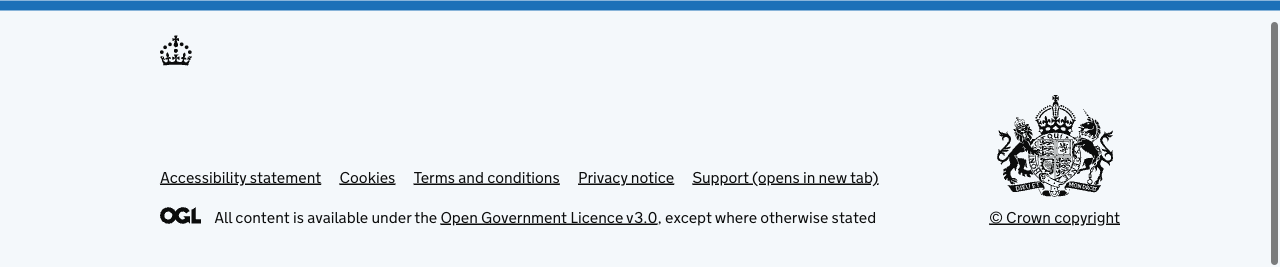 Accessibility statement Cookies Terms and conditions Privacy notice Support (opens in new tab)
OGL All content is available under the Open Government Licence v3.0, except where otherwise stated
© Crown copyright